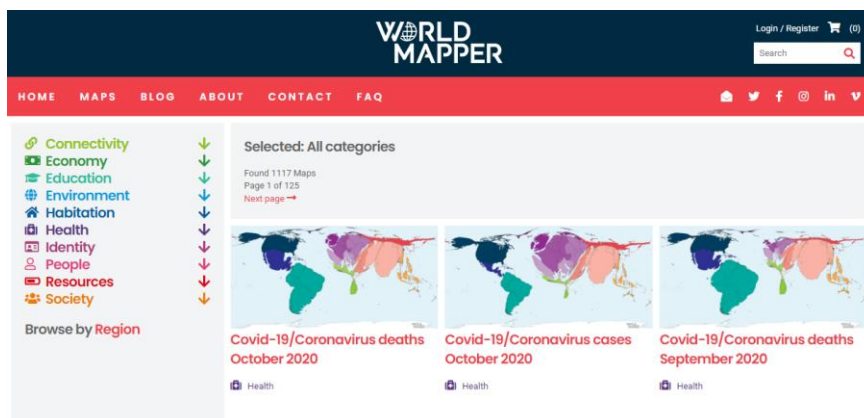 WORLD
MAPPER
Login / Register (0)
Search
HOME MAPS BLOG ABOUT CONTACT FAQ
Connectivity
Economy
Education
Environment
Habitation
Health
Identity
People
Resources
Society
Browse by Region
Selected: All categories
Found 1117 Maps
Page 1 of 125
Next page
Covid-19/Coronavirus deaths
October 2020
Health
Covid-19/Coronavirus cases
October 2020
Health
Covid-19/Coronavirus deaths
September 2020
Health